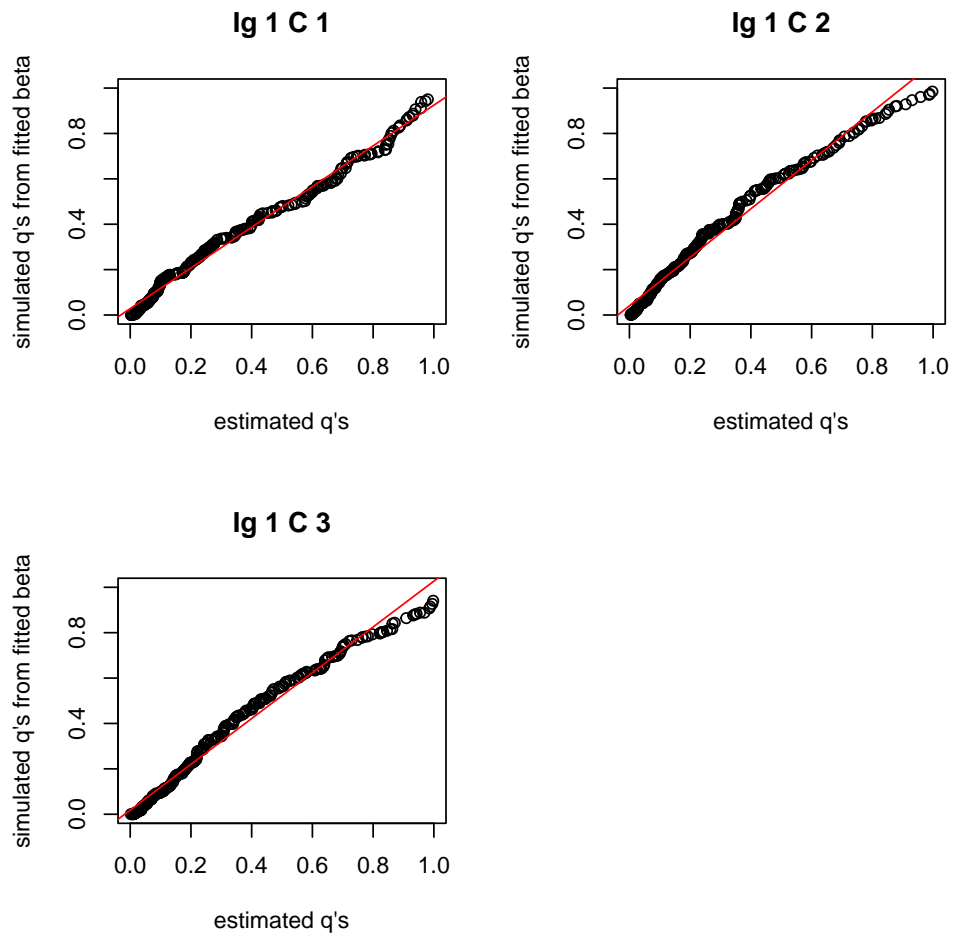 Ig 1 C 1
simulated q's from fitted beta
0.8
0.4
0.0
0.0 0.2 0.4 0.6 0.8 1.0
estimated q's
Ig 1 C 2
simulated q's from fitted beta
0.8
0.4
0.0
0.0 0.2 0.4 0.6 0.8 1.0
estimated q's
Ig 1 C 3
simulated q's from fitted beta
0.8
0.4
0.0
0.0 0.2 0.4 0.6 0.8 1.0
estimated q's